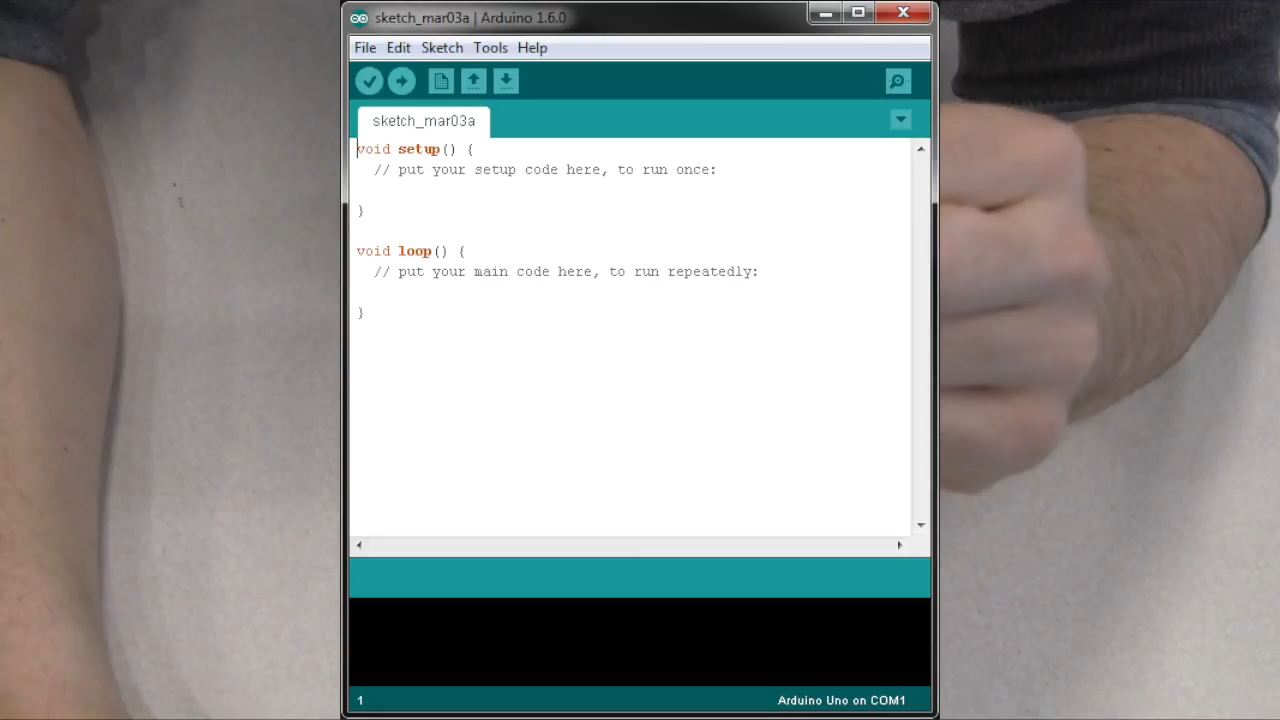 sketch_mar03a | Arduino 1.6.0
File Edit Sketch Tools Help
sketch_mar03a
void setup() {
// put your setup code here, to run once:
}
void loop() {
// put your main code here, to run repeatedly:
}
1 Arduino Uno on COM1